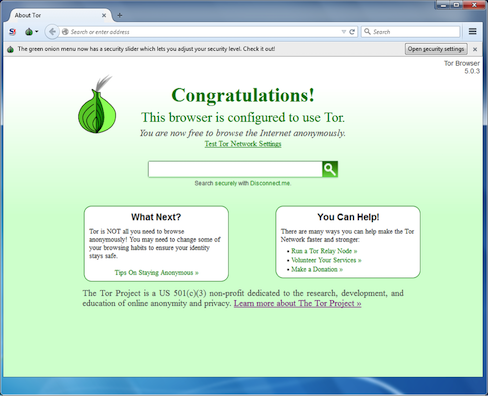 About Tor
Search or enter address
Search
The green onion menu now has a security slider which lets you adjust your security level. Check it out!
Open security settings
Tor Browser
5.0.3
Congratulations!
This browser is configured to use Tor.
You are now free to browse the Internet anonymously.
Test Tor Network Settings
Search securely with Disconnect.me.
What Next?
Tor is NOT all you need to browse
anonymously! You may need to change some of
your browsing habits to ensure your identity
stays safe.
Tips On Staying Anonymous »
You Can Help!
There are many ways you can help make the Tor
Network faster and stronger:
• Run a Tor Relay Node »
• Volunteer Your Services »
• Make a Donation »
The Tor Project is a US 501(c)(3) non-profit dedicated to the research, development, and
education of online anonymity and privacy. Learn more about The Tor Project »